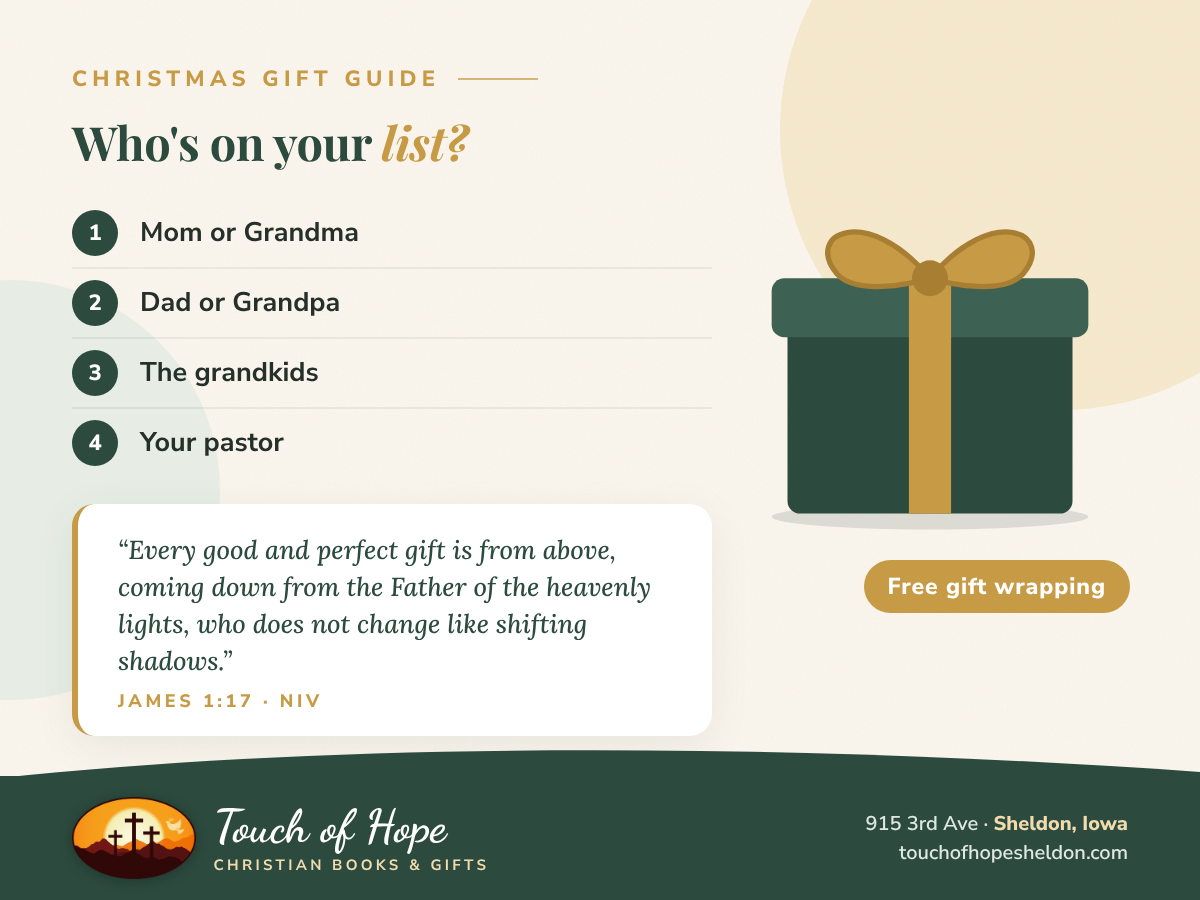 CHRISTMAS GIFT GUIDE
Who's on your list?
1 Mom or Grandma
2 Dad or Grandpa
3 The grandkids
4 Your pastor
“Every good and perfect gift is from above,
coming down from the Father of the heavenly
lights, who does not change like shifting
shadows.”
JAMES 1:17 · NIV
Free gift wrapping
Touch of Hope
CHRISTIAN BOOKS & GIFTS
915 3rd Ave · Sheldon, Iowa
touchofhopesheldon.com